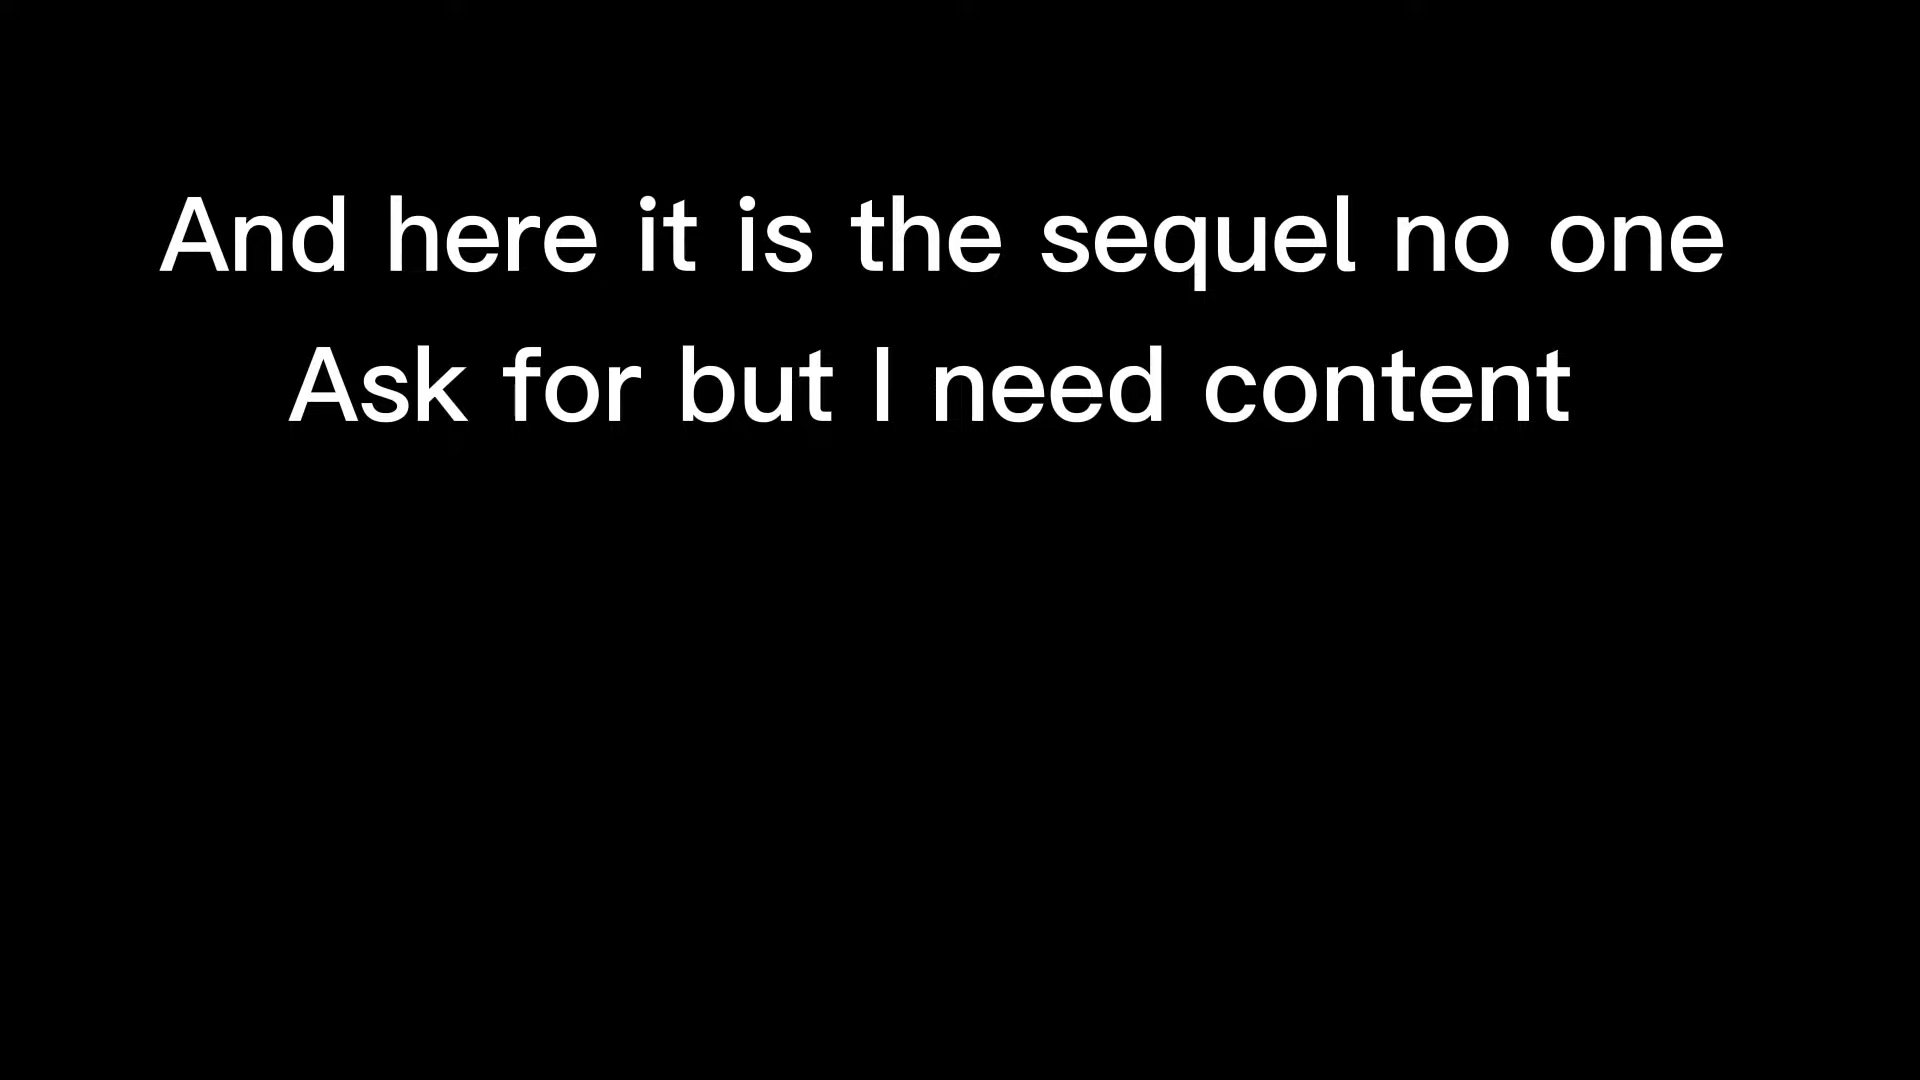 And here it is the sequel no one
Ask for but I need content